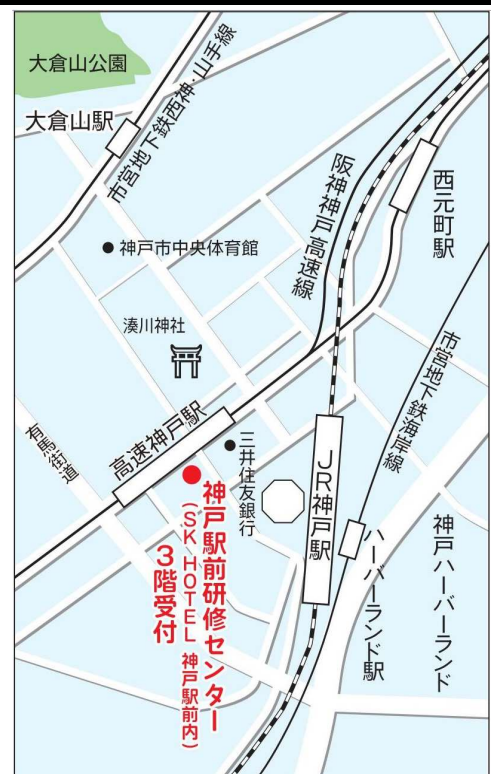 大倉山公園
大倉山駅
市営地下鉄西神・山手線
阪神神戸高速線
西元町駅
● 神戸市中央体育館
湊川神社
市営地下鉄海岸線
高速神戸駅
有馬街道
三井住友銀行
JR神戸駅
ハーバーランド駅
神戸ハーバーランド
神戸駅前研修センター
(SK HOTEL 神戸駅前内)
3階受付